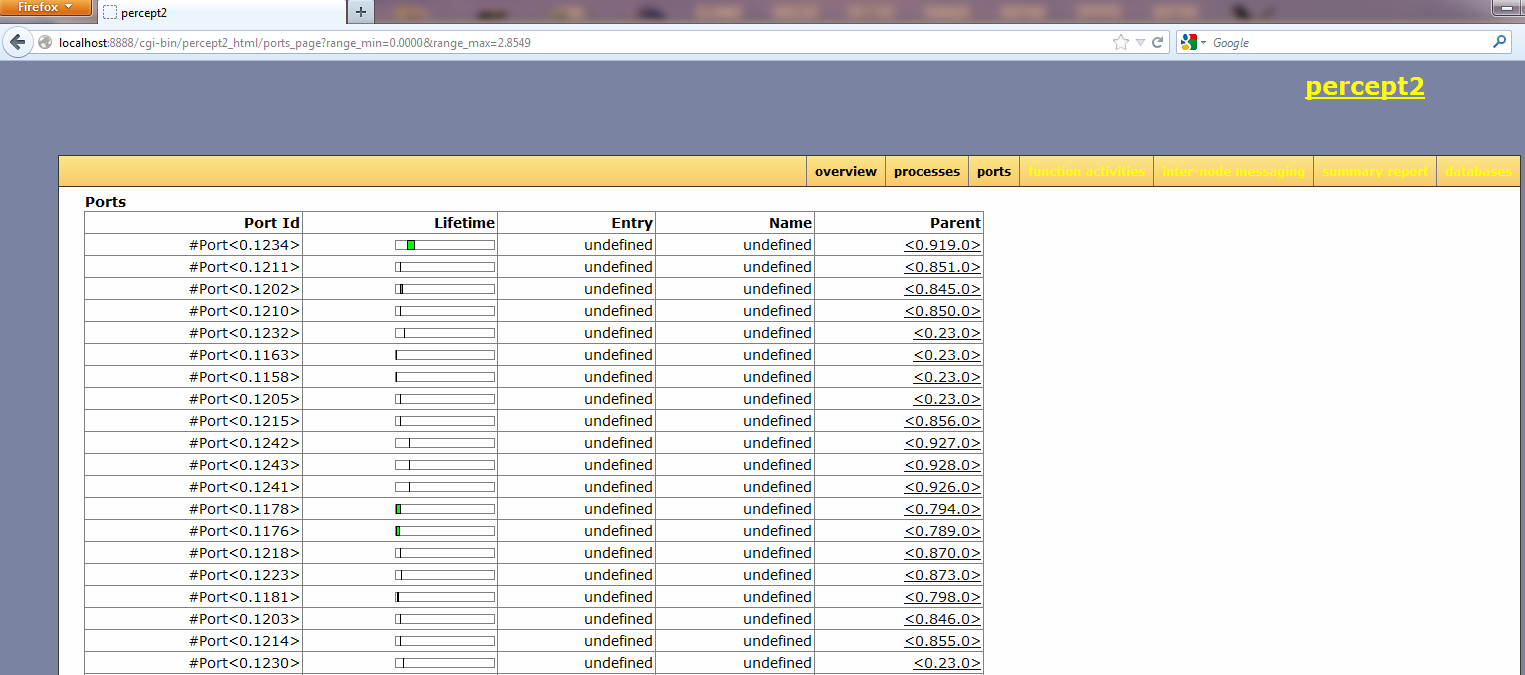 Firefox
percept2
localhost:8888/cgi-bin/percept2_html/ports_page?range_min=0.0000&range_max=2.8549
Google
percept2
overview processes ports function activities inter-node messaging summary report databases
Ports
Port Id Lifetime Entry Name Parent
#Port<0.1234> undefined undefined <0.919.0>
#Port<0.1211> undefined undefined <0.851.0>
#Port<0.1202> undefined undefined <0.845.0>
#Port<0.1210> undefined undefined <0.850.0>
#Port<0.1232> undefined undefined <0.23.0>
#Port<0.1163> undefined undefined <0.23.0>
#Port<0.1158> undefined undefined <0.23.0>
#Port<0.1205> undefined undefined <0.23.0>
#Port<0.1215> undefined undefined <0.856.0>
#Port<0.1242> undefined undefined <0.927.0>
#Port<0.1243> undefined undefined <0.928.0>
#Port<0.1241> undefined undefined <0.926.0>
#Port<0.1178> undefined undefined <0.794.0>
#Port<0.1176> undefined undefined <0.789.0>
#Port<0.1218> undefined undefined <0.870.0>
#Port<0.1223> undefined undefined <0.873.0>
#Port<0.1181> undefined undefined <0.798.0>
#Port<0.1203> undefined undefined <0.846.0>
#Port<0.1214> undefined undefined <0.855.0>
#Port<0.1230> undefined undefined <0.23.0>